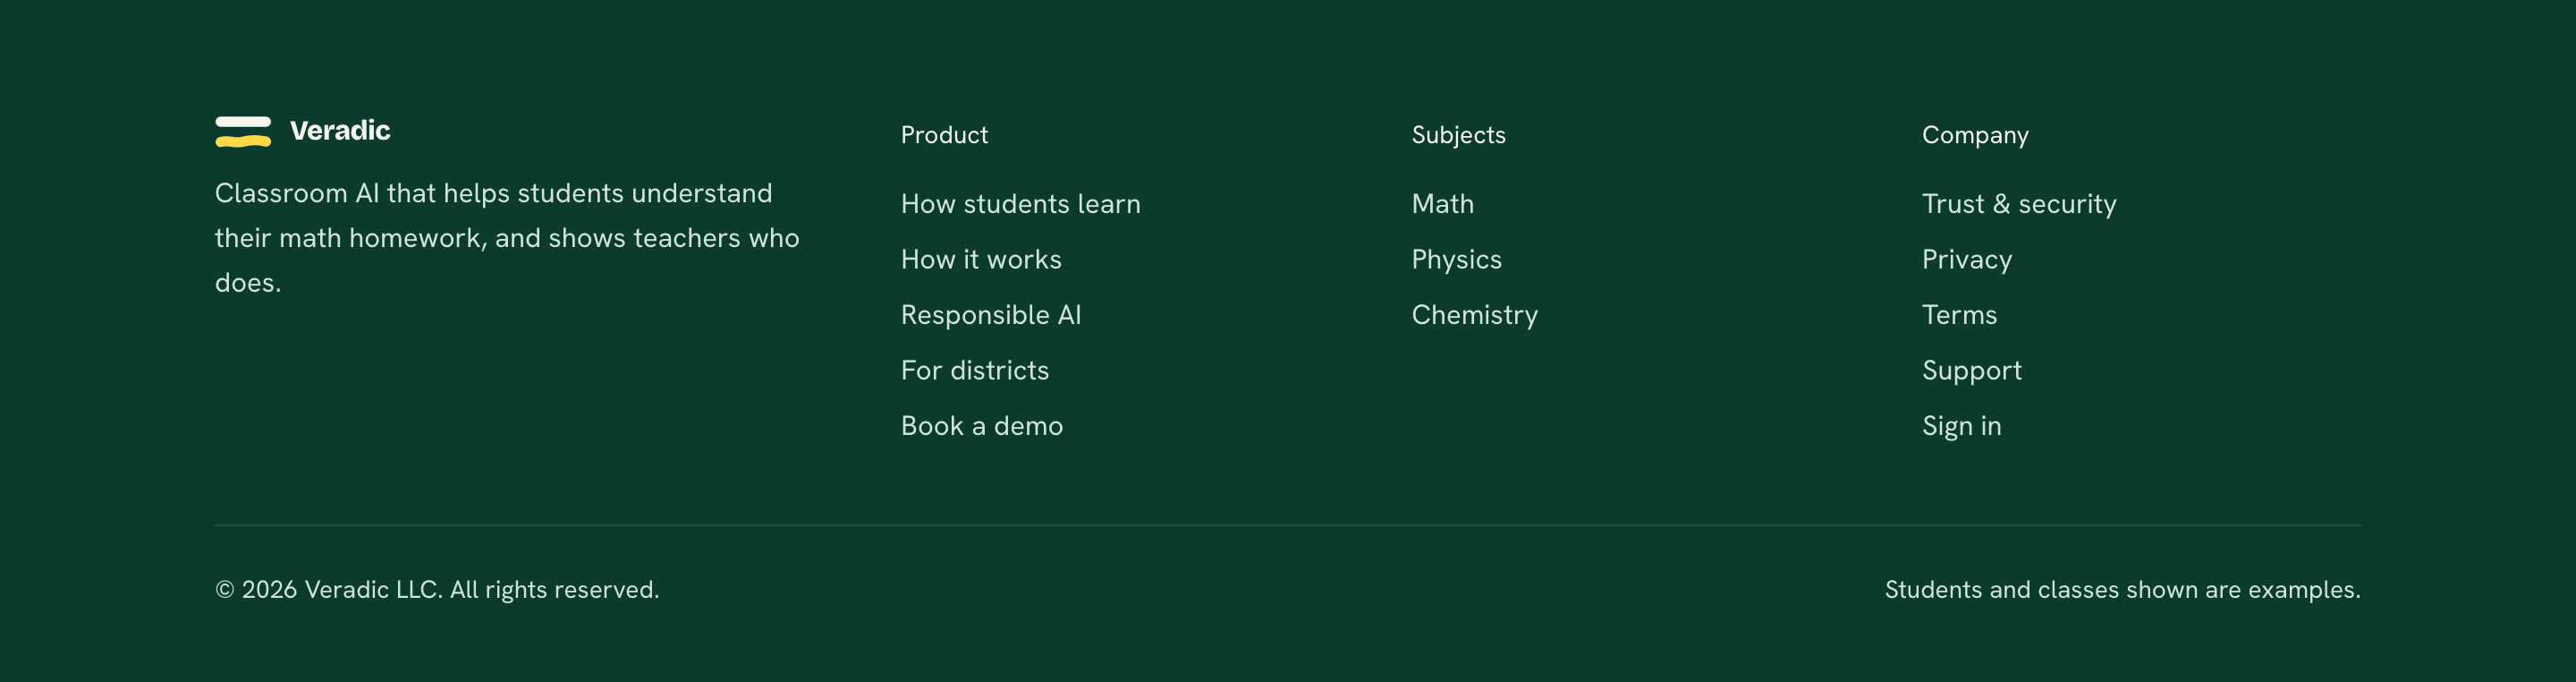 Veradic
Classroom AI that helps students understand
their math homework, and shows teachers who
does.
Product
How students learn
How it works
Responsible AI
For districts
Book a demo
Subjects
Math
Physics
Chemistry
Company
Trust & security
Privacy
Terms
Support
Sign in
© 2026 Veradic LLC. All rights reserved.
Students and classes shown are examples.